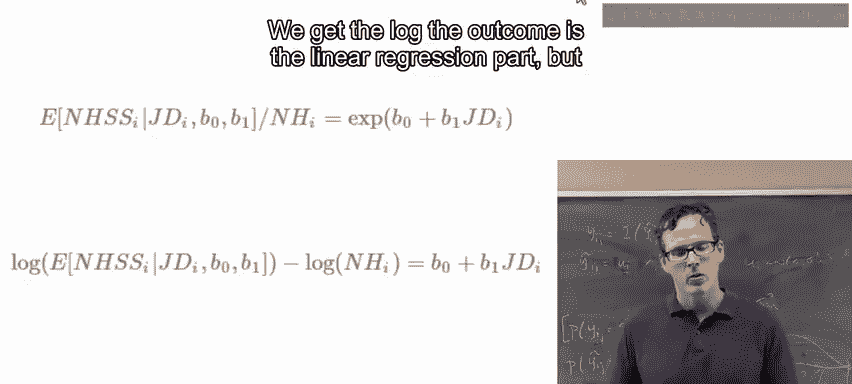 We get the log the outcome is
the linear regression part, but
E[NHSS_i|JD_i, b_0, b_1]/NH_i = exp(b_0 + b_1JD_i)
log(E[NHSS_i|JD_i, b_0, b_1]) − log(NH_i) = b_0 + b_1JD_i